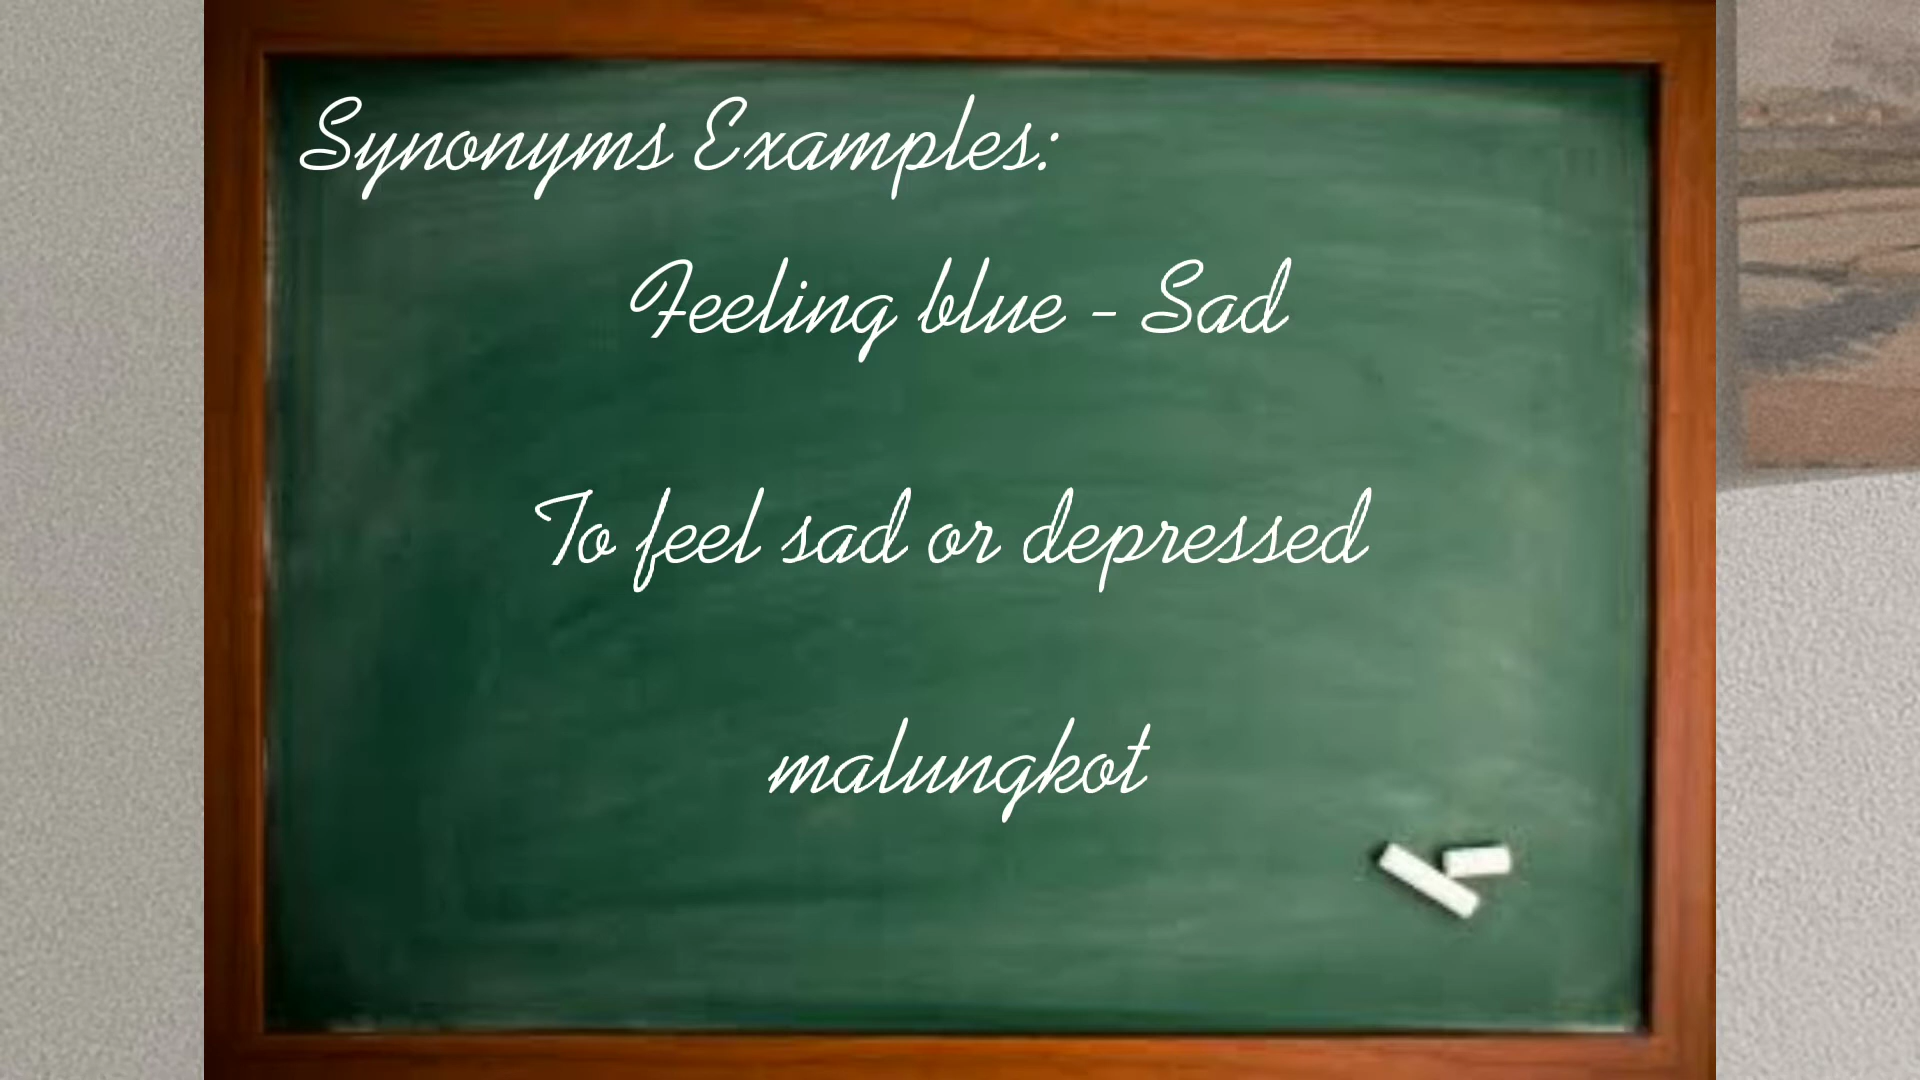 Synonyms Examples:
Feeling blue - Sad
To feel sad or depressed
malungkot